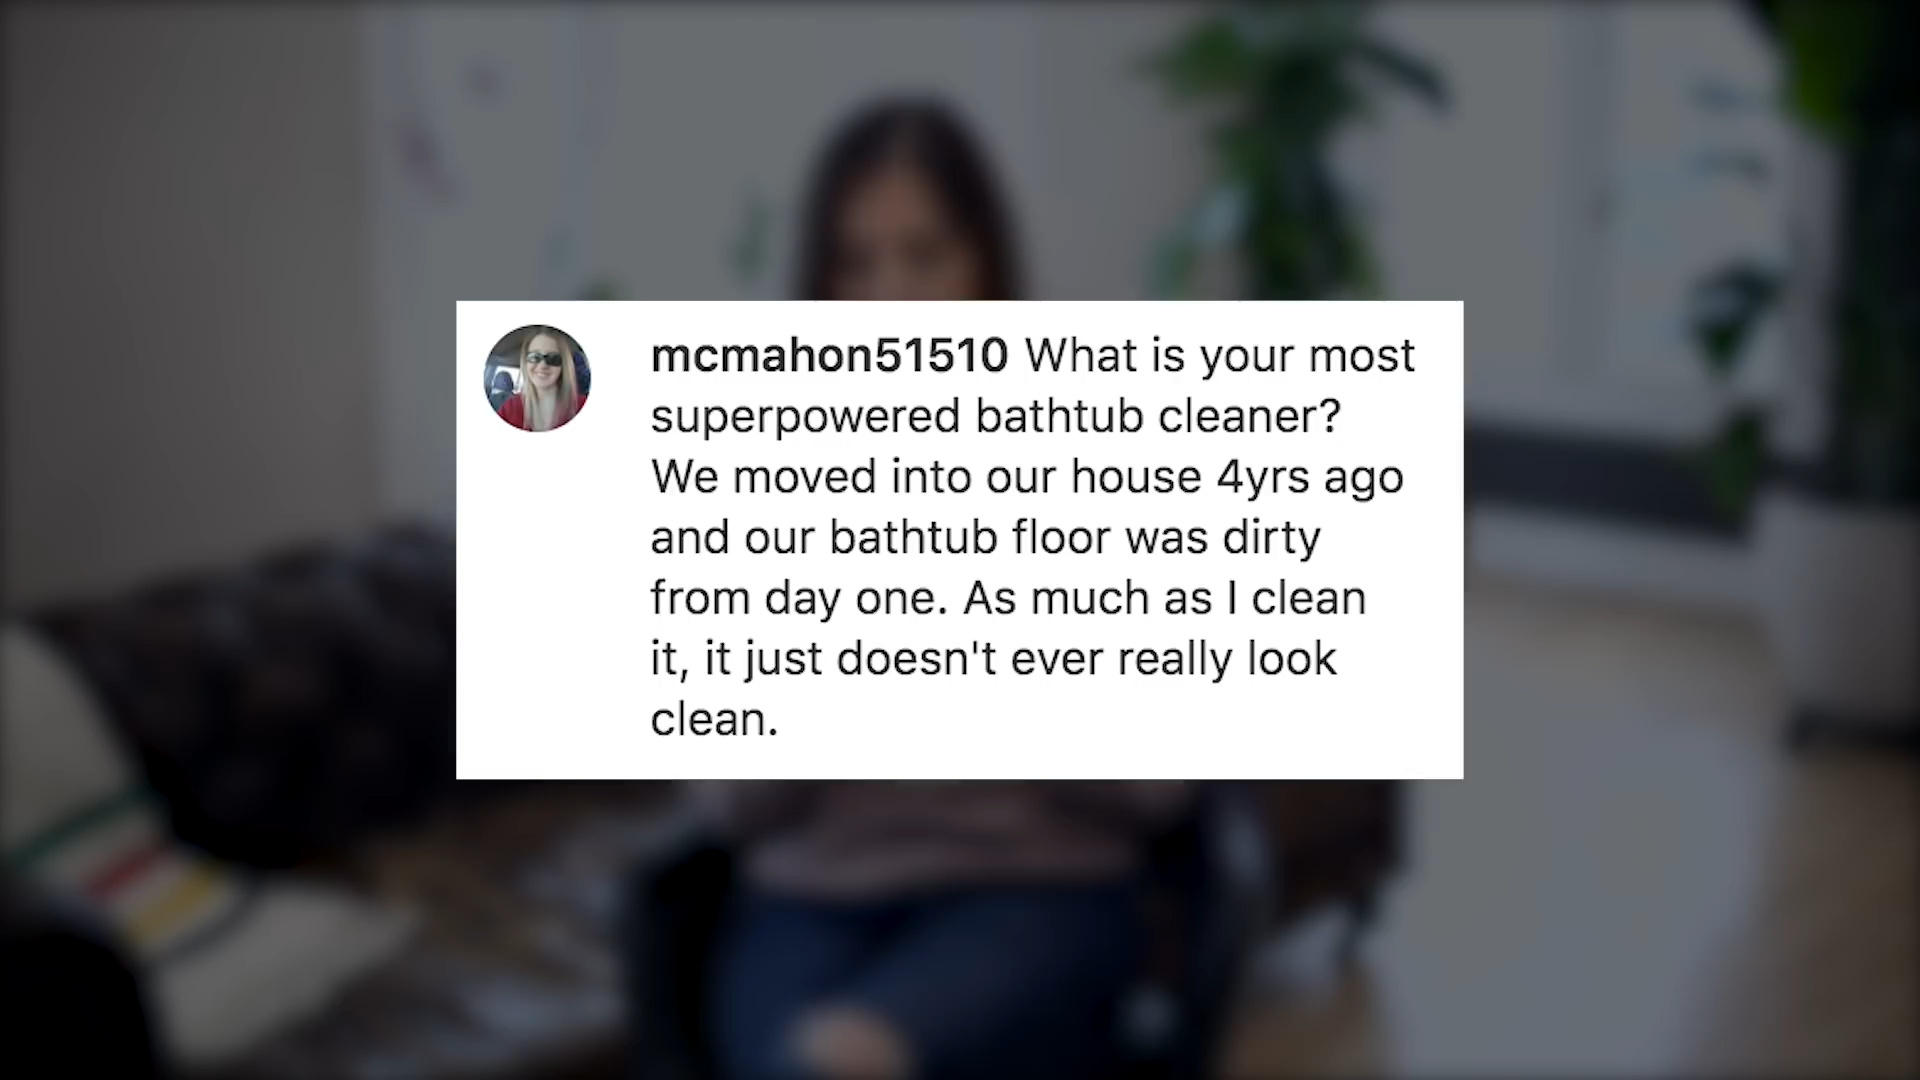 mcmahon51510 What is your most
superpowered bathtub cleaner?
We moved into our house 4yrs ago
and our bathtub floor was dirty
from day one. As much as I clean
it, it just doesn't ever really look
clean.